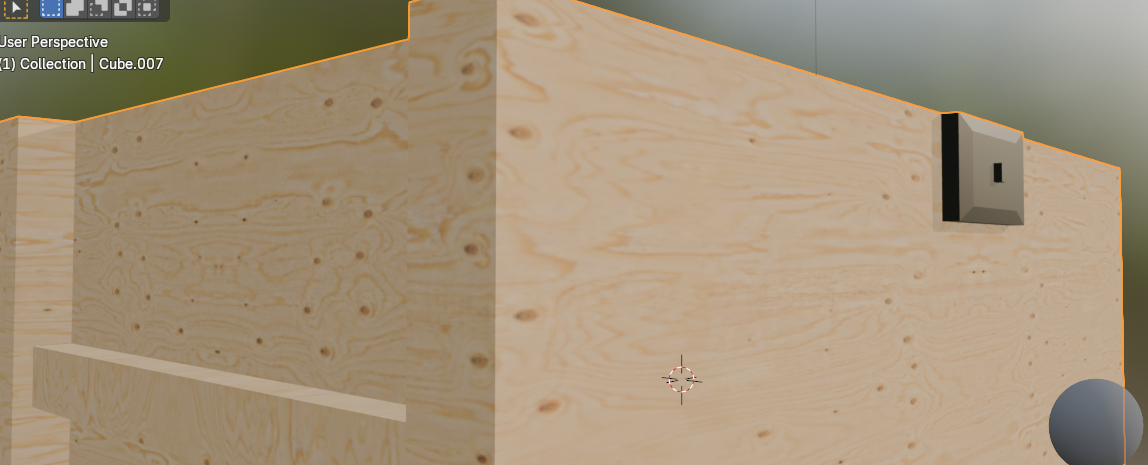 User Perspective
(1) Collection | Cube.007